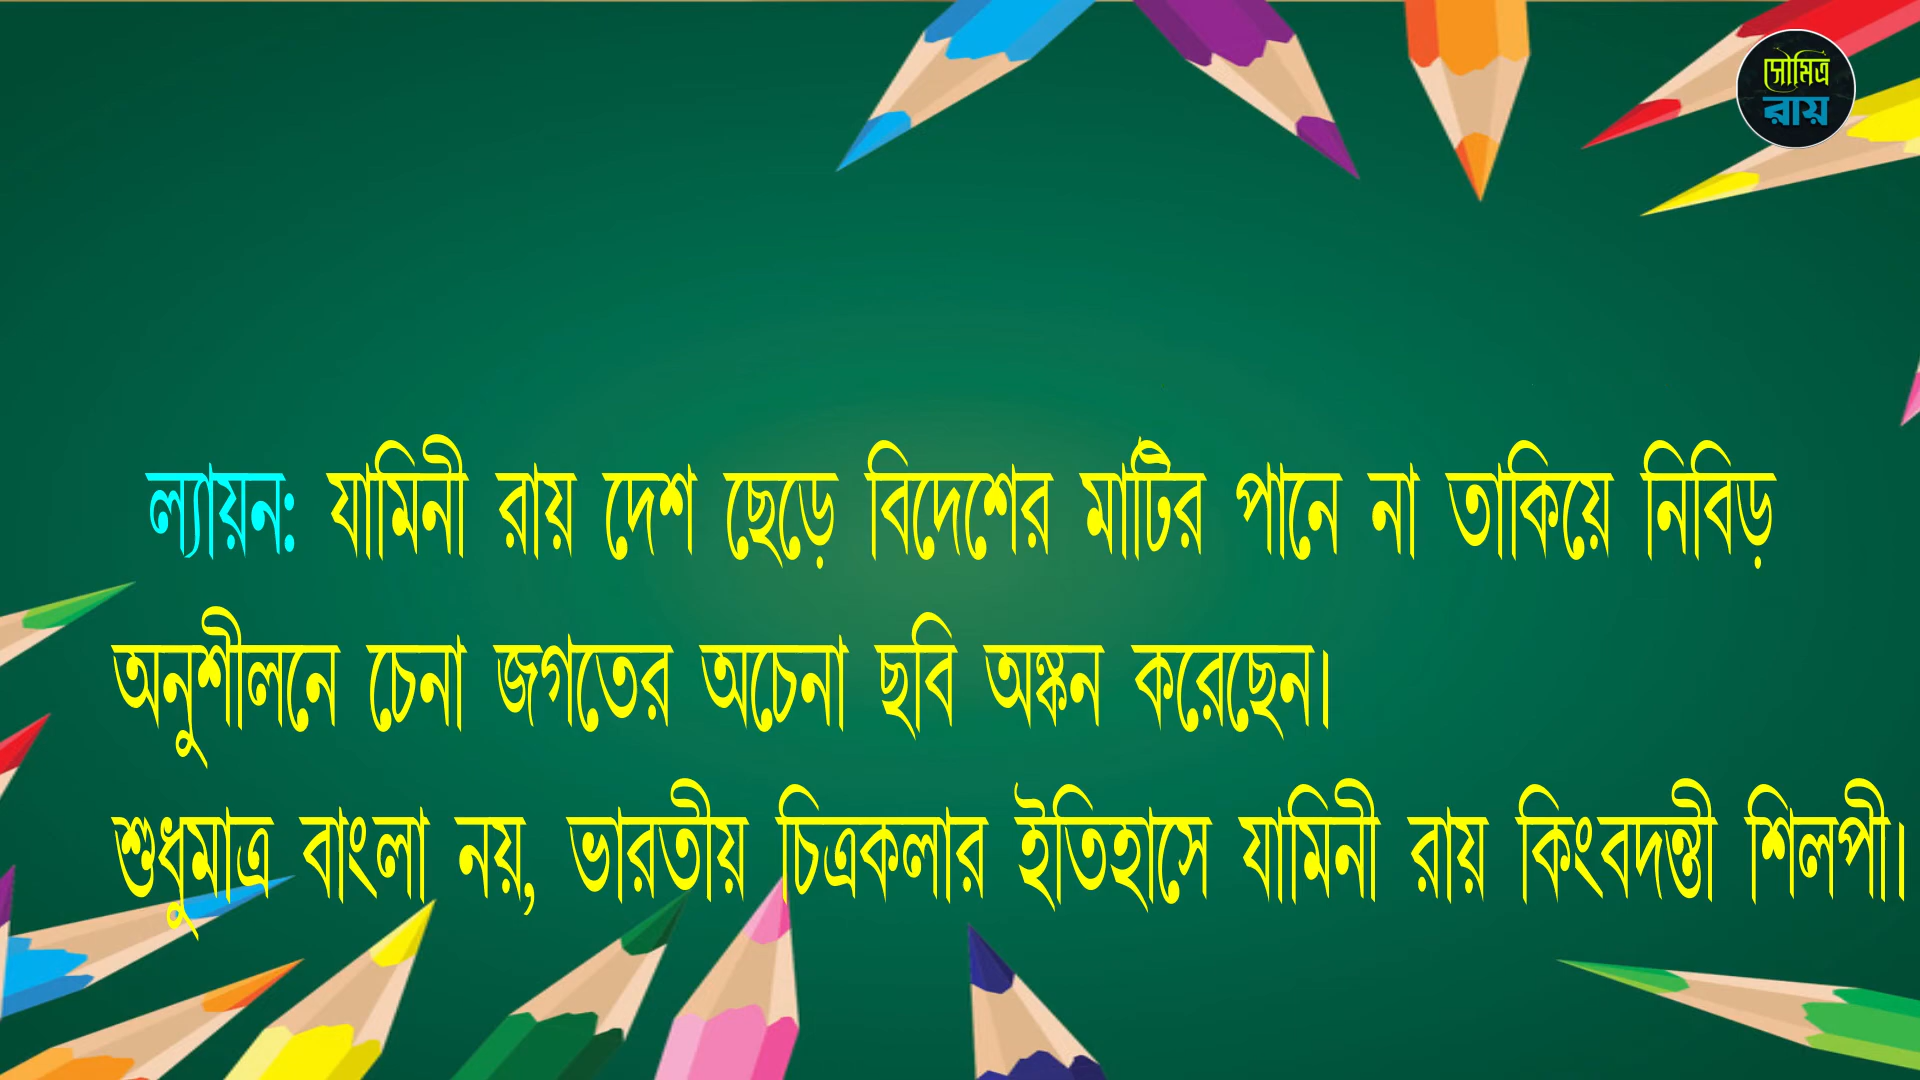 সৌমিত্র
রায়
ল্যায়ন: যামিনী রায় দেশ ছেড়ে বিদেশের মাটির পানে না তাকিয়ে নিবিড়
অনুশীলনে চেনা জগতের অচেনা ছবি অঙ্কন করেছেন।
শুধুমাত্র বাংলা নয়, ভারতীয় চিত্রকলার ইতিহাসে যামিনী রায় কিংবদন্তী শিলপী।